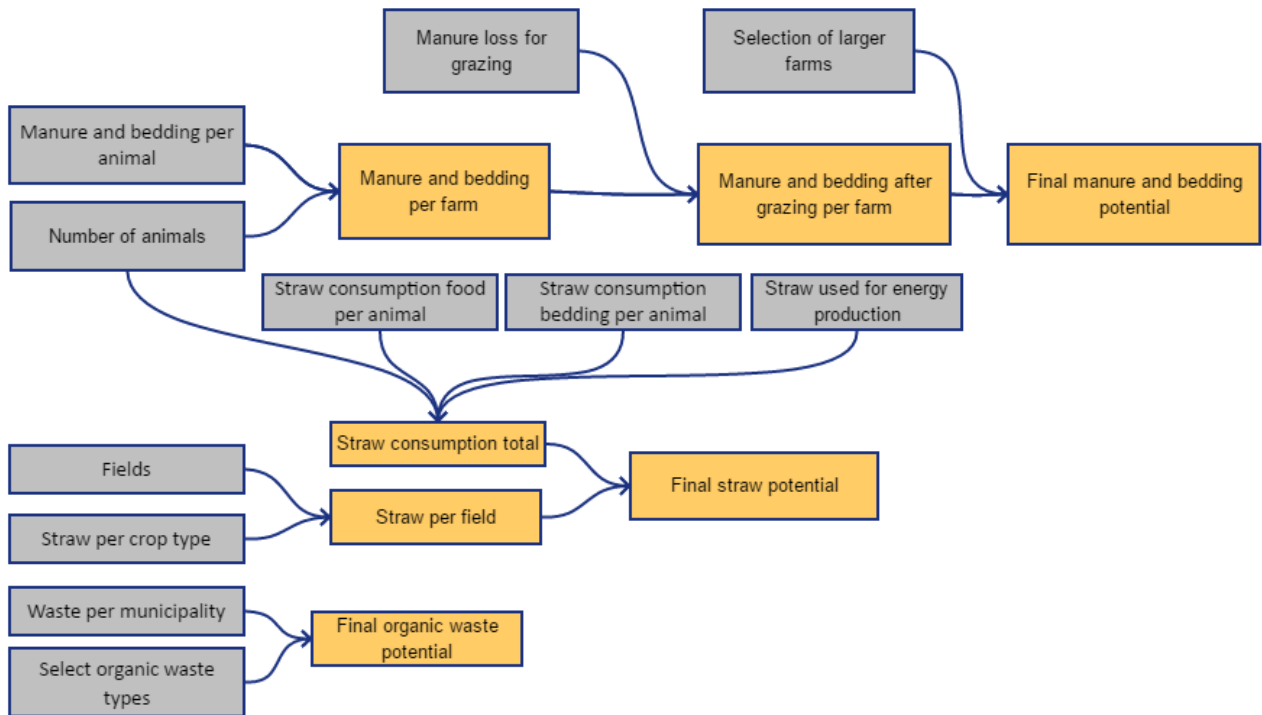 Manure loss for
grazing
Selection of larger
farms
Manure and bedding per
animal
Manure and bedding
per farm
Manure and bedding after
grazing per farm
Final manure and bedding
potential
Number of animals
Straw consumption food
per animal
Straw consumption
bedding per animal
Straw used for energy
production
Straw consumption total
Fields
Final straw potential
Straw per field
Straw per crop type
Waste per municipality
Final organic waste
potential
Select organic waste
types